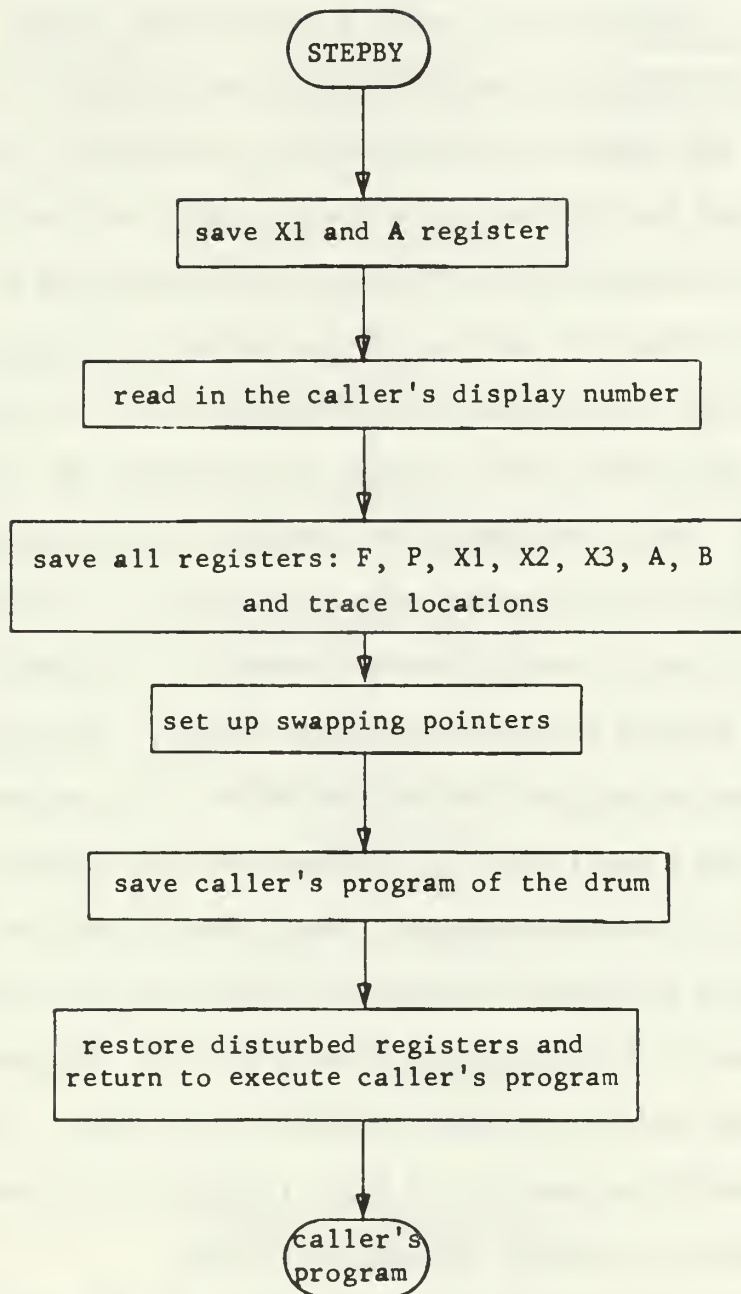 STEPBY
save X1 and A register
read in the caller's display number
save all registers: F, P, X1, X2, X3, A, B
and trace locations
set up swapping pointers
save caller's program of the drum
restore disturbed registers and
return to execute caller's program
caller's
program